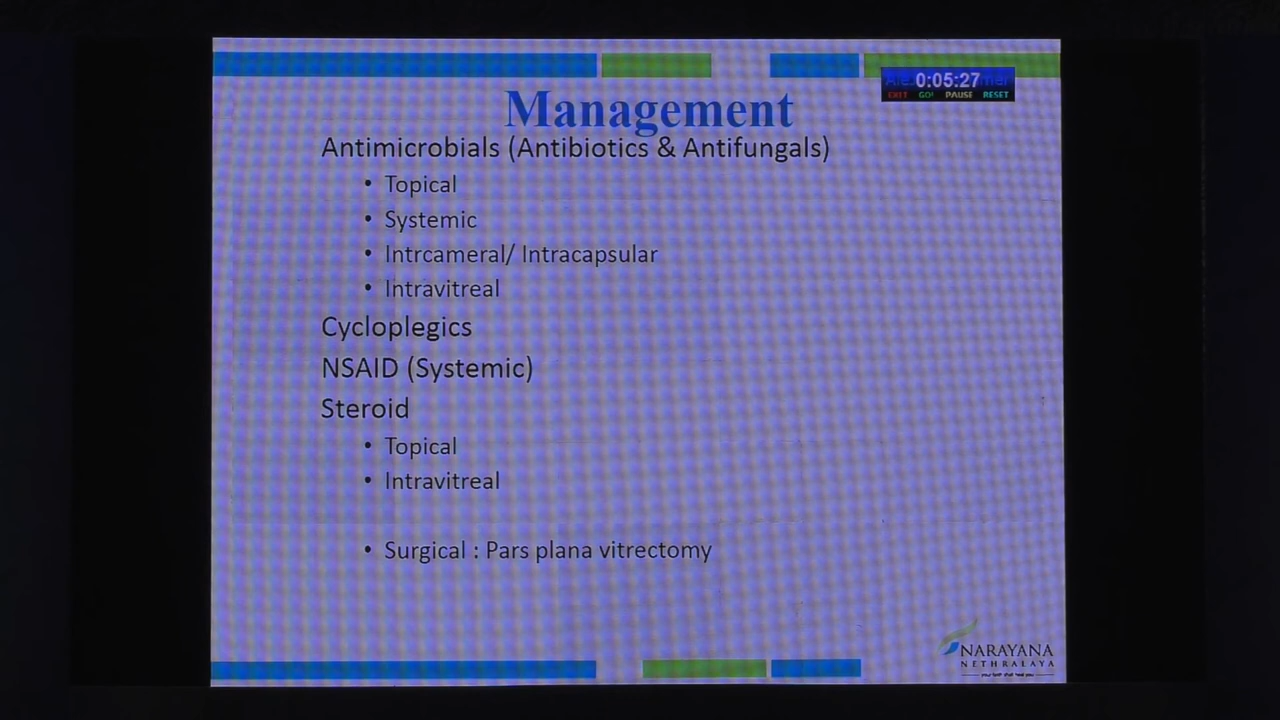 0:05:27
EXIT GO! PAUSE RESET
Management
Antimicrobials (Antibiotics & Antifungals)
• Topical
• Systemic
• Intrcameral/ Intracapsular
• Intravitreal
Cycloplegics
NSAID (Systemic)
Steroid
• Topical
• Intravitreal
• Surgical : Pars plana vitrectomy
NARAYANA
NETHRALAYA